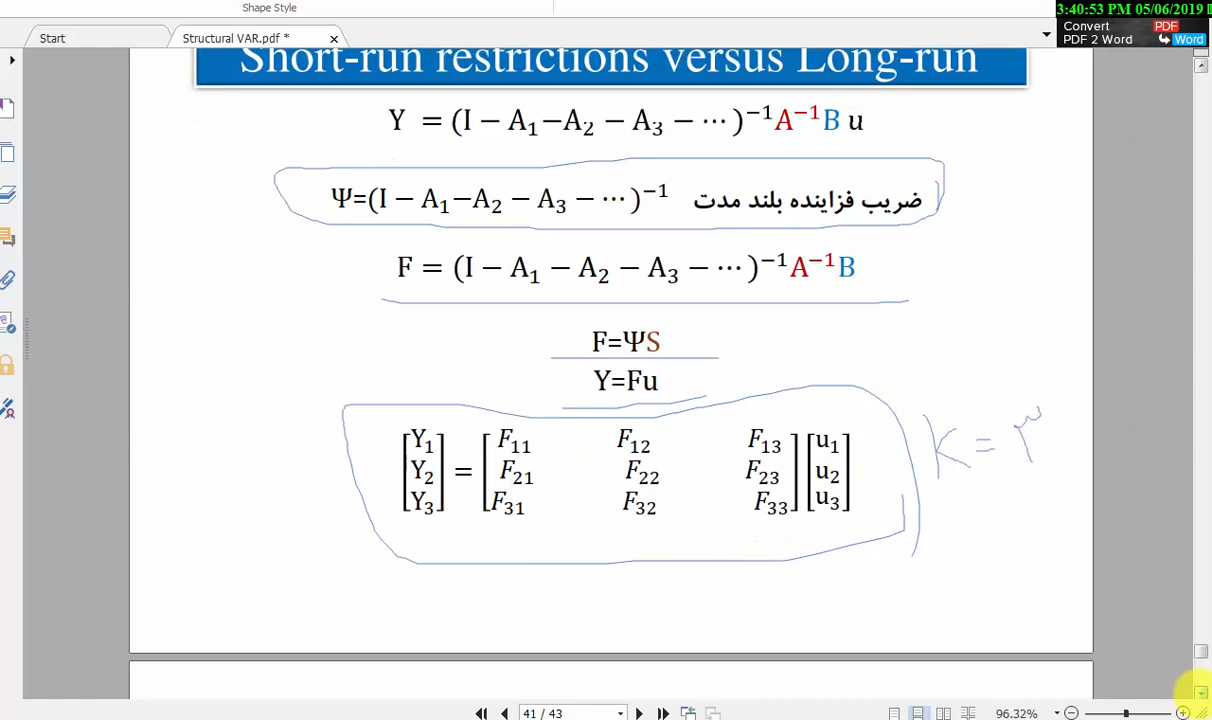 Shape Style
3:40:53 PM 05/06/2019
Start
Structural VAR.pdf *
x
Convert PDF
PDF 2 Word Word
Short-run restrictions versus Long-run
Y = (I − A₁−A₂ − A₃ − ⋯ )⁻¹A⁻¹B u
Ψ=(I − A₁−A₂ − A₃ − ⋯ )⁻¹ ضریب فزاینده بلند مدت
F = (I − A₁ − A₂ − A₃ − ⋯ )⁻¹A⁻¹B
F=ΨS
Y=Fu
[Y₁ Y₂ Y₃] = [F₁₁ F₁₂ F₁₃ F₂₁ F₂₂ F₂₃ F₃₁ F₃₂ F₃₃] [u₁ u₂ u₃]
K = ۳
41 / 43
96.32%